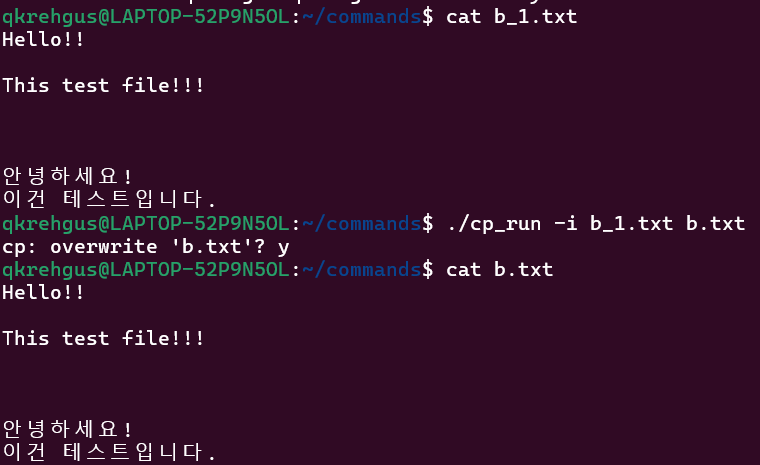 qkrehgus@LAPTOP-52P9N5OL:~/commands$ cat b_1.txt
Hello!!
This test file!!!
안녕하세요!
이건 테스트입니다.
qkrehgus@LAPTOP-52P9N5OL:~/commands$ ./cp_run -i b_1.txt b.txt
cp: overwrite 'b.txt'? y
qkrehgus@LAPTOP-52P9N5OL:~/commands$ cat b.txt
Hello!!
This test file!!!
안녕하세요!
이건 테스트입니다.